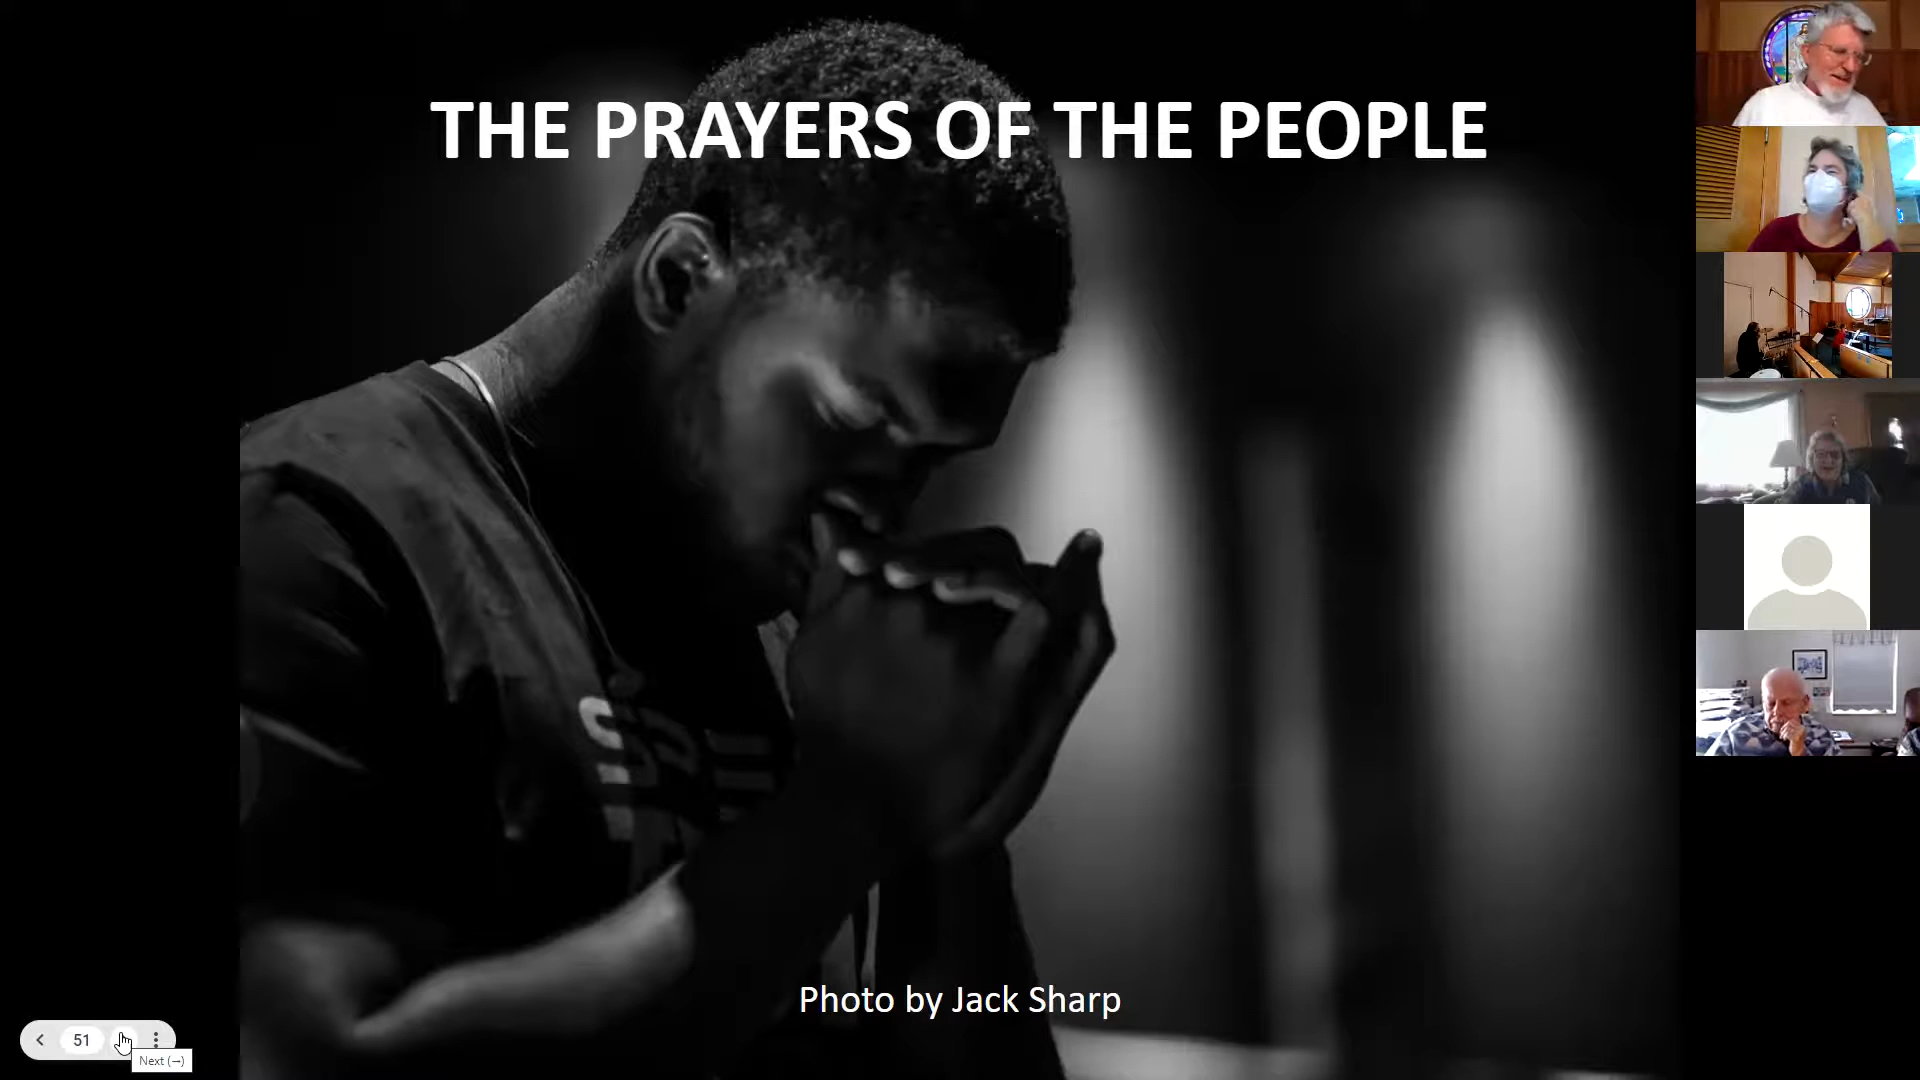 THE PRAYERS OF THE PEOPLE
Photo by Jack Sharp
51
Next (→)